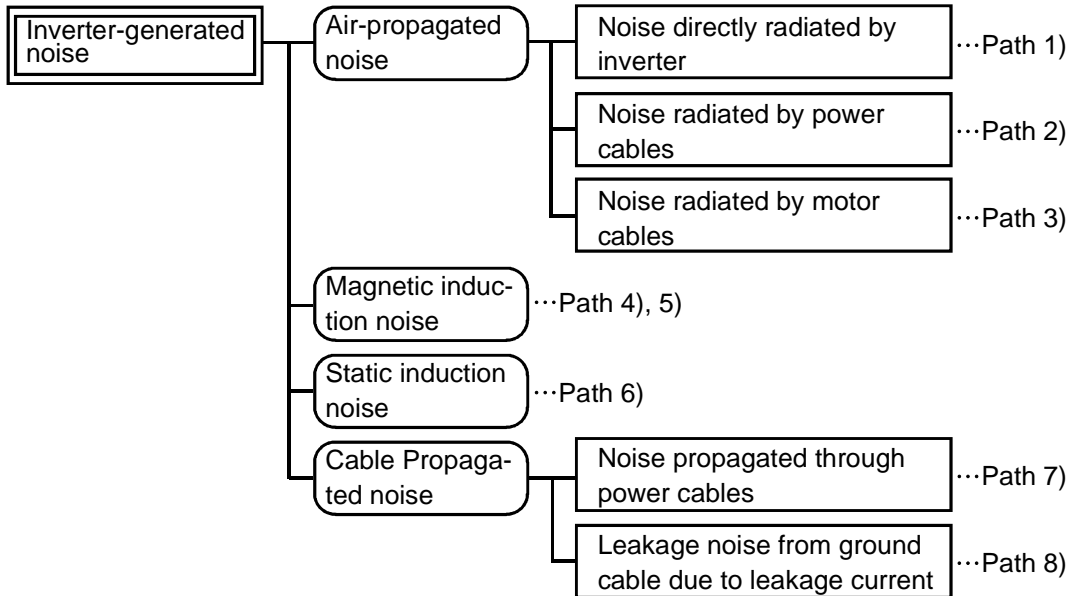 Inverter-generated
noise
Air-propagated
noise
Noise directly radiated by
inverter
···Path 1)
Noise radiated by power
cables
···Path 2)
Noise radiated by motor
cables
···Path 3)
Magnetic induc-
tion noise
···Path 4), 5)
Static induction
noise
···Path 6)
Cable Propaga-
ted noise
Noise propagated through
power cables
···Path 7)
Leakage noise from ground
cable due to leakage current
···Path 8)